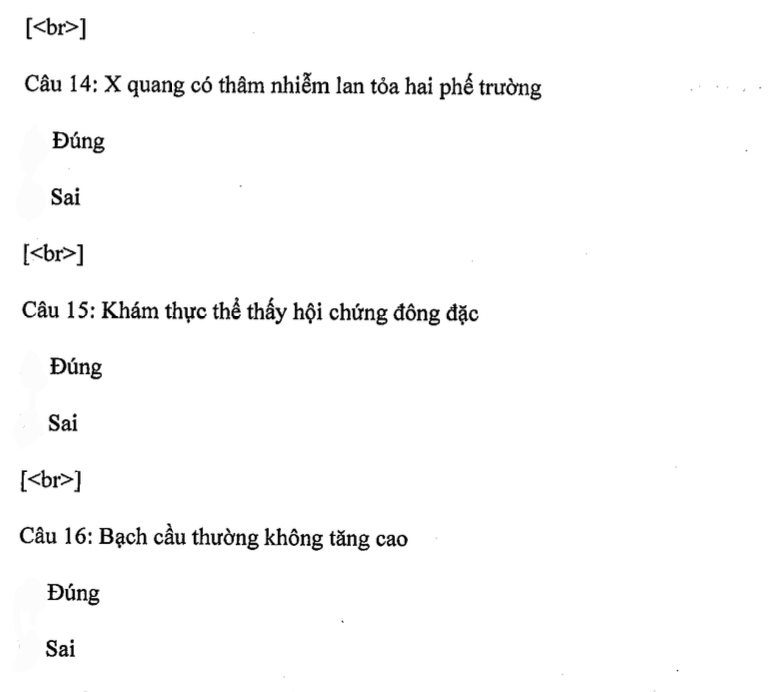 [<br>]
Câu 14: X quang có thâm nhiễm lan tỏa hai phế trường
Đúng
Sai
[<br>]
Câu 15: Khám thực thể thấy hội chứng đông đặc
Đúng
Sai
[<br>]
Câu 16: Bạch cầu thường không tăng cao
Đúng
Sai